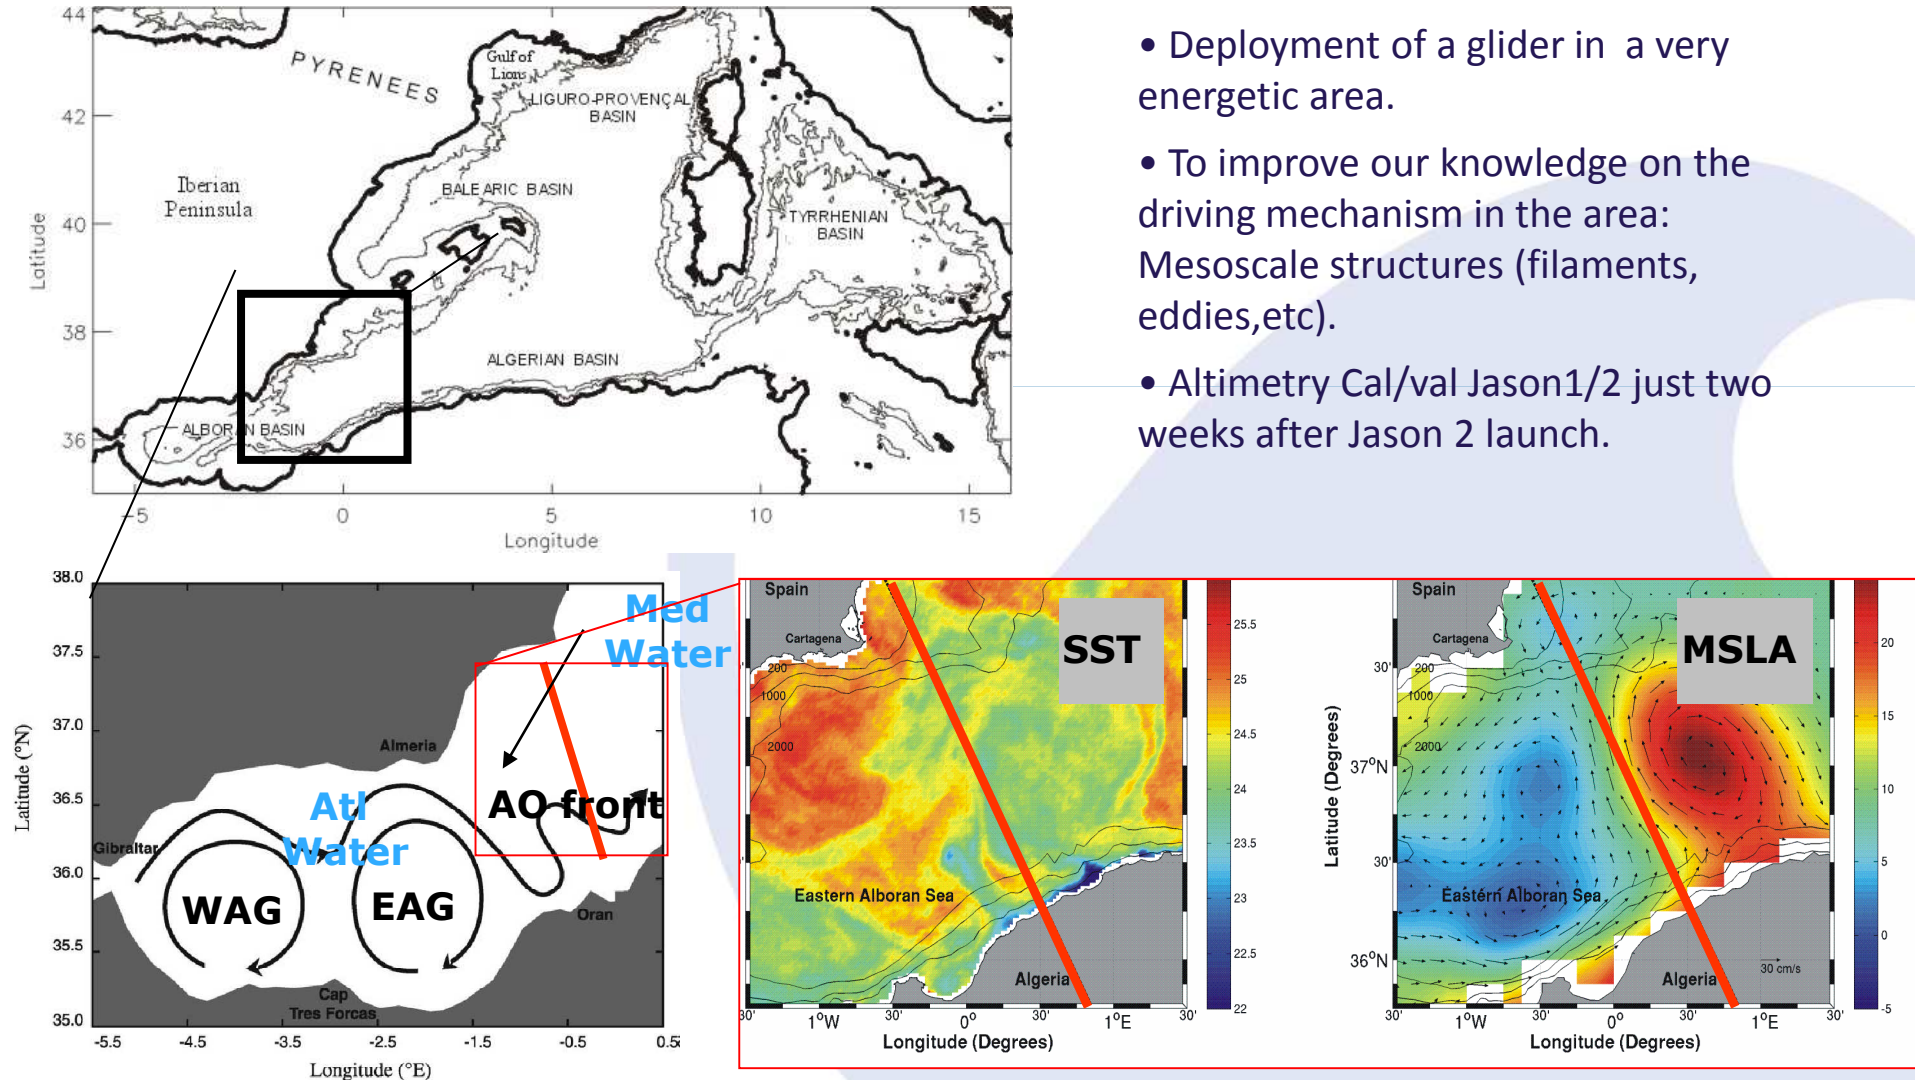 • Deployment of a glider in a very
energetic area.
• To improve our knowledge on the
driving mechanism in the area:
Mesoscale structures (filaments,
eddies,etc).
• Altimetry Cal/val Jason1/2 just two
weeks after Jason 2 launch.
44
42
40
38
36
Latitude
PYRENEES
Gulf of
Lions
LIGURO-PROVENÇAL
BASIN
Iberian
Peninsula
BALEARIC BASIN
TYRRHENIAN
BASIN
ALGERIAN BASIN
ALBORAN BASIN
-5 0 5 10 15
Longitude
38.0
37.5
37.0
36.5
36.0
35.5
35.0
Latitude (°N)
Med
Water
Almeria
AO front
Atl
Water
Gibraltar
WAG
EAG
Oran
Cap
Tres Forcas
-5.5 -4.5 -3.5 -2.5 -1.5 -0.5 0.5
Longitude (°E)
Spain
SST
Cartagena
200
1000
2000
Eastern Alboran Sea
Algeria
30' 1°W 30' 0° 30' 1°E 30'
Longitude (Degrees)
25.5
25
24.5
24
23.5
23
22.5
22
Spain
MSLA
Cartagena
30'
200
1000
2000
37°N
30'
Eastern Alboran Sea
36°N
Algeria
30 cm/s
Latitude (Degrees)
30' 1°W 30' 0° 30' 1°E 30'
Longitude (Degrees)
20
15
10
5
0
-5